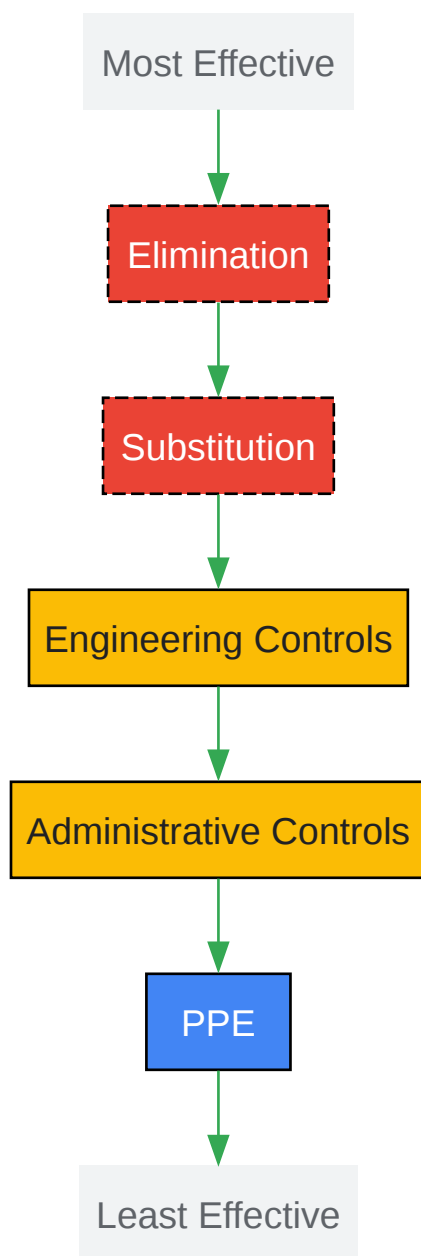 Most Effective
Elimination
Substitution
Engineering Controls
Administrative Controls
PPE
Least Effective